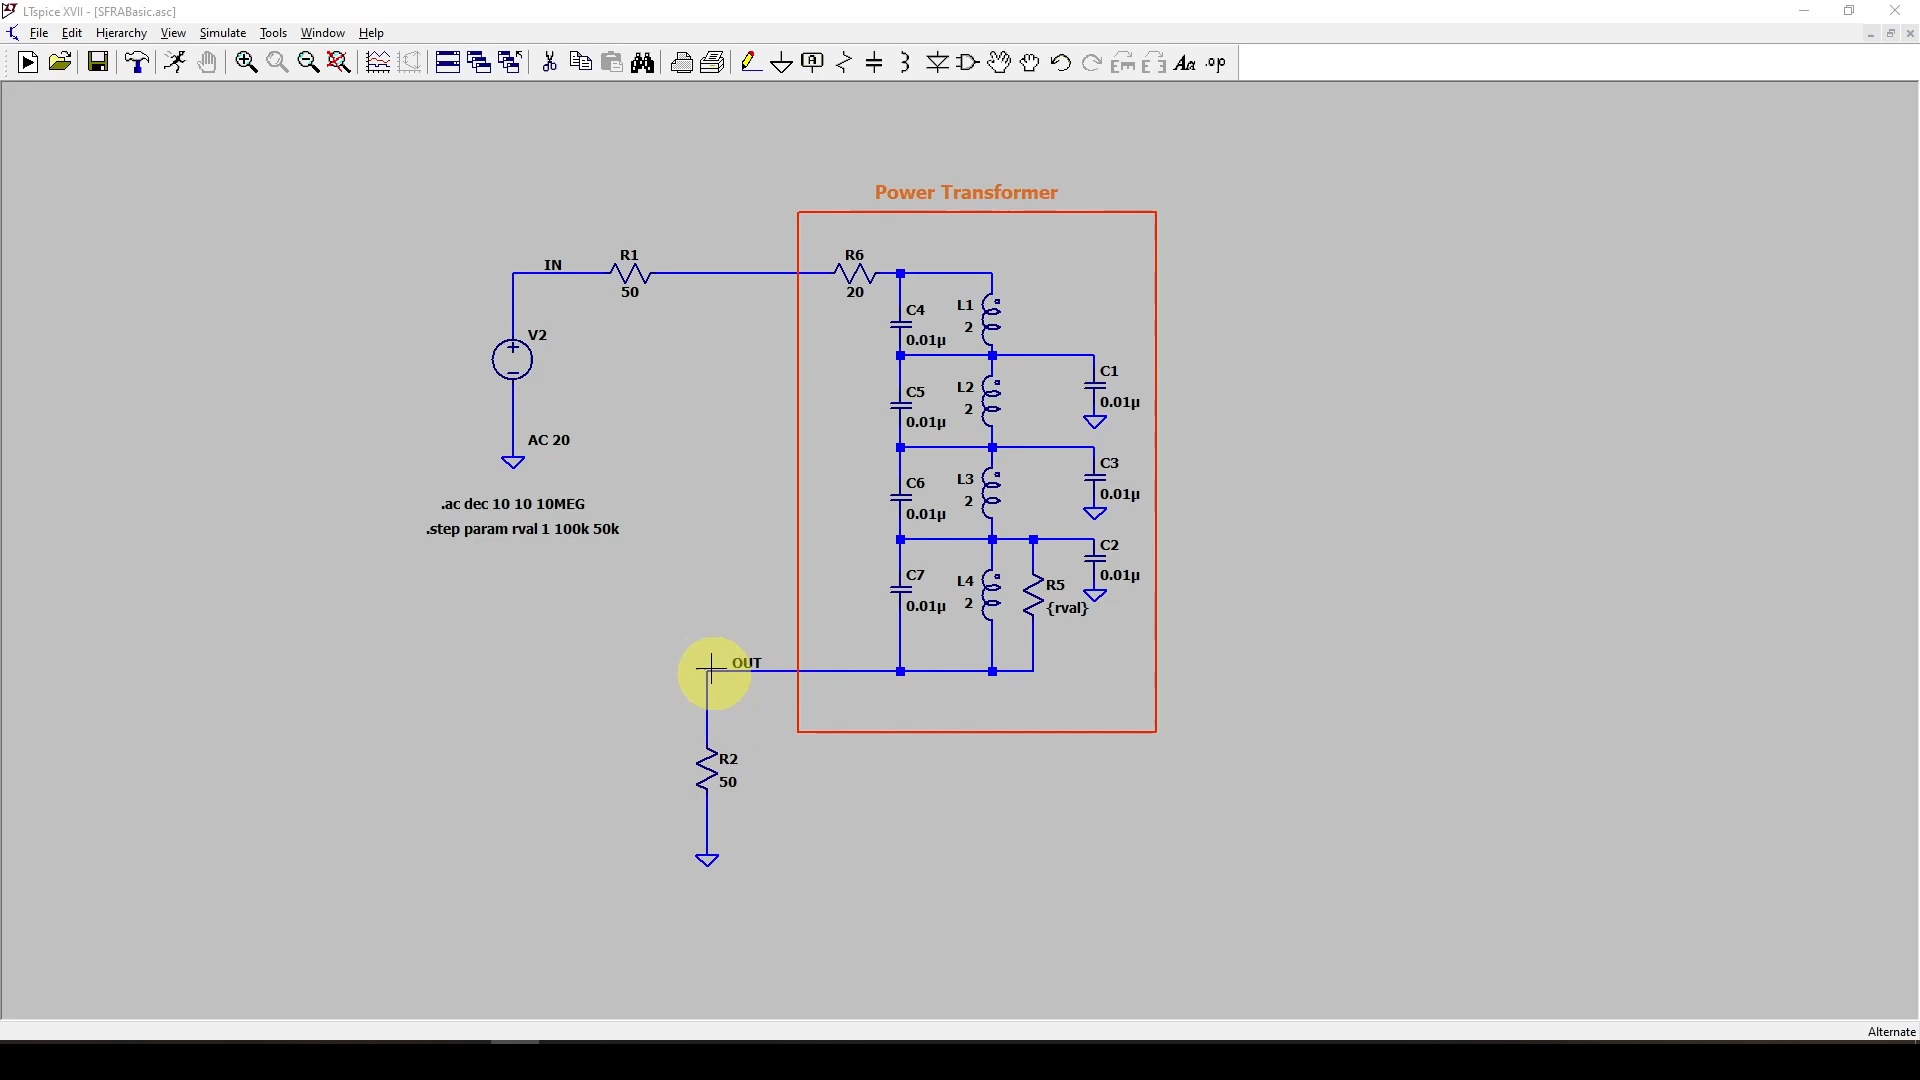 LTspice XVII - [SFRABasic.asc]
File Edit Hierarchy View Simulate Tools Window Help
Aa .op
Power Transformer
IN
R1
50
R6
20
V2
AC 20
C4
0.01µ
L1
2
C5
0.01µ
L2
2
C1
0.01µ
C6
0.01µ
L3
2
C3
0.01µ
C7
0.01µ
L4
2
R5
{rval}
C2
0.01µ
.ac dec 10 10 10MEG
.step param rval 1 100k 50k
OUT
R2
50
Alternate